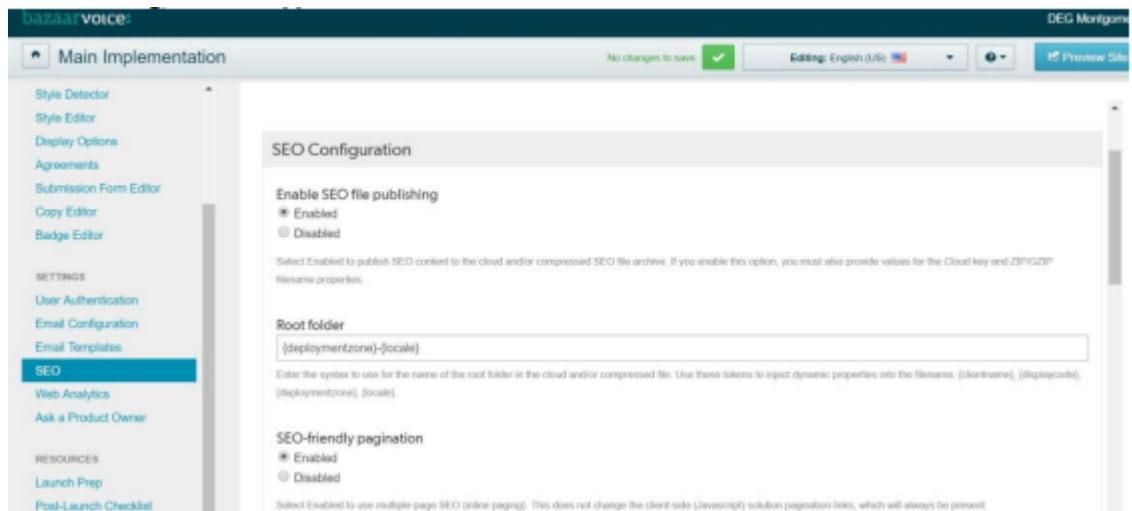 bazaarvoice:
DEG Montgome
Main Implementation
No changes to save
Editing: English (US)
Preview Site
Style Detector
Style Editor
Display Options
Agreements
Submission Form Editor
Copy Editor
Badge Editor
SETTINGS
User Authentication
Email Configuration
Email Templates
SEO
Web Analytics
Ask a Product Owner
RESOURCES
Launch Prep
Post-Launch Checklist
SEO Configuration
Enable SEO file publishing
Enabled
Disabled
Select Enabled to publish SEO content to the cloud and/or compressed SEO file archive. If you enable this option, you must also provide values for the Cloud key and ZIP/GZIP
filename properties.
Root folder
{deploymentzone}-{locale}
Enter the syntax to use for the name of the root folder in the cloud and/or compressed file. Use these tokens to inject dynamic properties into the filename: {clientname}, {displaycode},
{deploymentzone}, {locale}.
SEO-friendly pagination
Enabled
Disabled
Select Enabled to use multiple-page SEO (inline paging). This does not change the client-side (Javascript) solution pagination links, which will always be present.